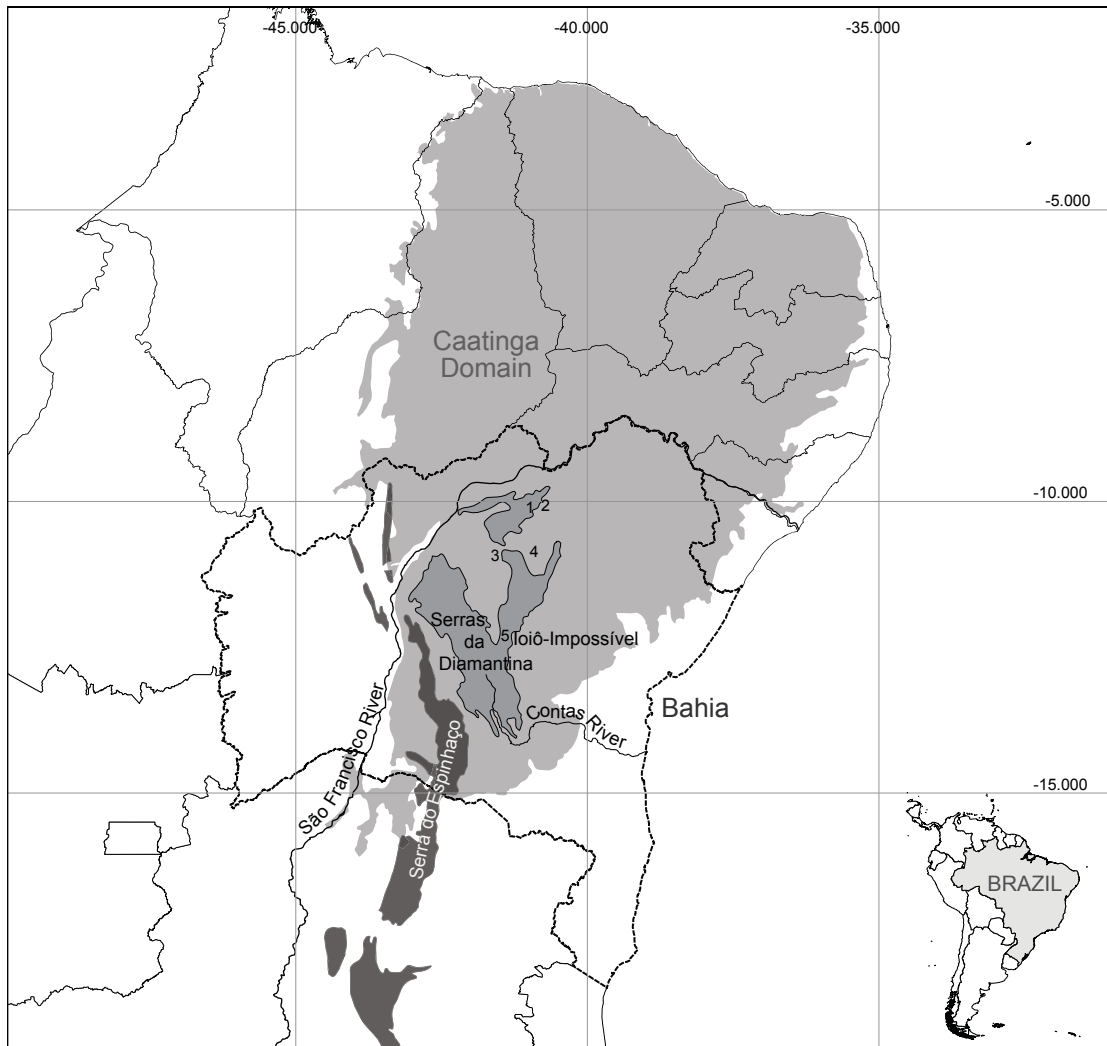 -45.000
-40.000
-35.000
-5.000
Caatinga
Domain
-10.000
1
2
3
4
Serras
da
Diamantina
5
Toiô-Impossível
Contas River
Bahia
São Francisco River
Serra do Espinhaço
-15.000
BRAZIL